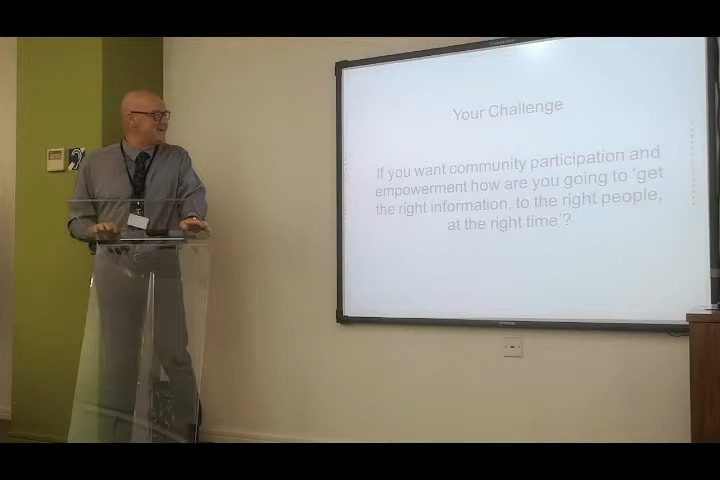 Your Challenge
If you want community participation and
empowerment how are you going to 'get
the right information, to the right people,
at the right time'?